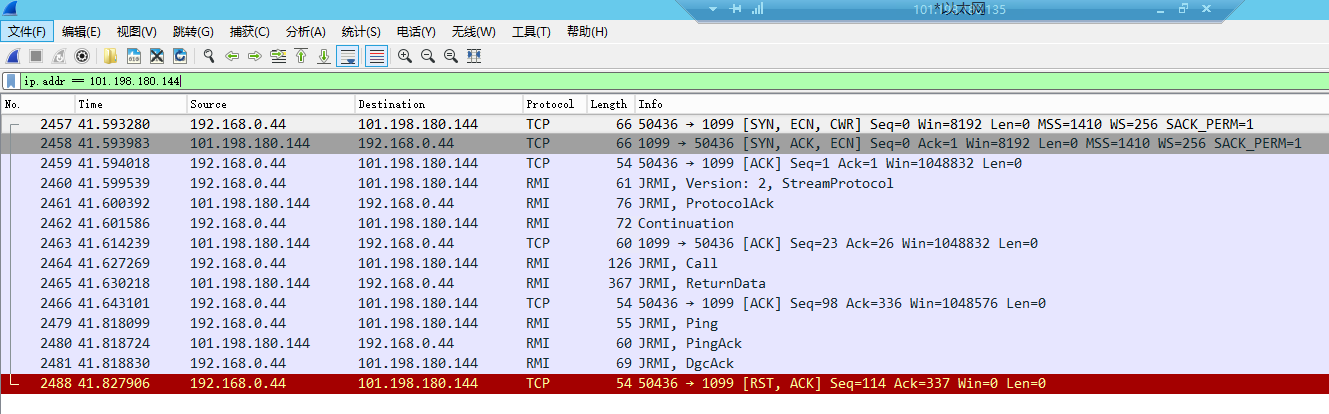 文件(F) 编辑(E) 视图(V) 跳转(G) 捕获(C) 分析(A) 统计(S) 电话(Y) 无线(W) 工具(T) 帮助(H)
ip.addr == 101.198.180.144
No. Time Source Destination Protocol Length Info
2457 41.593280 192.168.0.44 101.198.180.144 TCP 66 50436 → 1099 [SYN, ECN, CWR] Seq=0 Win=8192 Len=0 MSS=1410 WS=256 SACK_PERM=1
2458 41.593983 101.198.180.144 192.168.0.44 TCP 66 1099 → 50436 [SYN, ACK, ECN] Seq=0 Ack=1 Win=8192 Len=0 MSS=1410 WS=256 SACK_PERM=1
2459 41.594018 192.168.0.44 101.198.180.144 TCP 54 50436 → 1099 [ACK] Seq=1 Ack=1 Win=1048832 Len=0
2460 41.599539 192.168.0.44 101.198.180.144 RMI 61 JRMI, Version: 2, StreamProtocol
2461 41.600392 101.198.180.144 192.168.0.44 RMI 76 JRMI, ProtocolAck
2462 41.601586 192.168.0.44 101.198.180.144 RMI 72 Continuation
2463 41.614239 101.198.180.144 192.168.0.44 TCP 60 1099 → 50436 [ACK] Seq=23 Ack=26 Win=1048832 Len=0
2464 41.627269 192.168.0.44 101.198.180.144 RMI 126 JRMI, Call
2465 41.630218 101.198.180.144 192.168.0.44 RMI 367 JRMI, ReturnData
2466 41.643101 192.168.0.44 101.198.180.144 TCP 54 50436 → 1099 [ACK] Seq=98 Ack=336 Win=1048576 Len=0
2479 41.818099 192.168.0.44 101.198.180.144 RMI 55 JRMI, Ping
2480 41.818724 101.198.180.144 192.168.0.44 RMI 60 JRMI, PingAck
2481 41.818830 192.168.0.44 101.198.180.144 RMI 69 JRMI, DgcAck
2488 41.827906 192.168.0.44 101.198.180.144 TCP 54 50436 → 1099 [RST, ACK] Seq=114 Ack=337 Win=0 Len=0